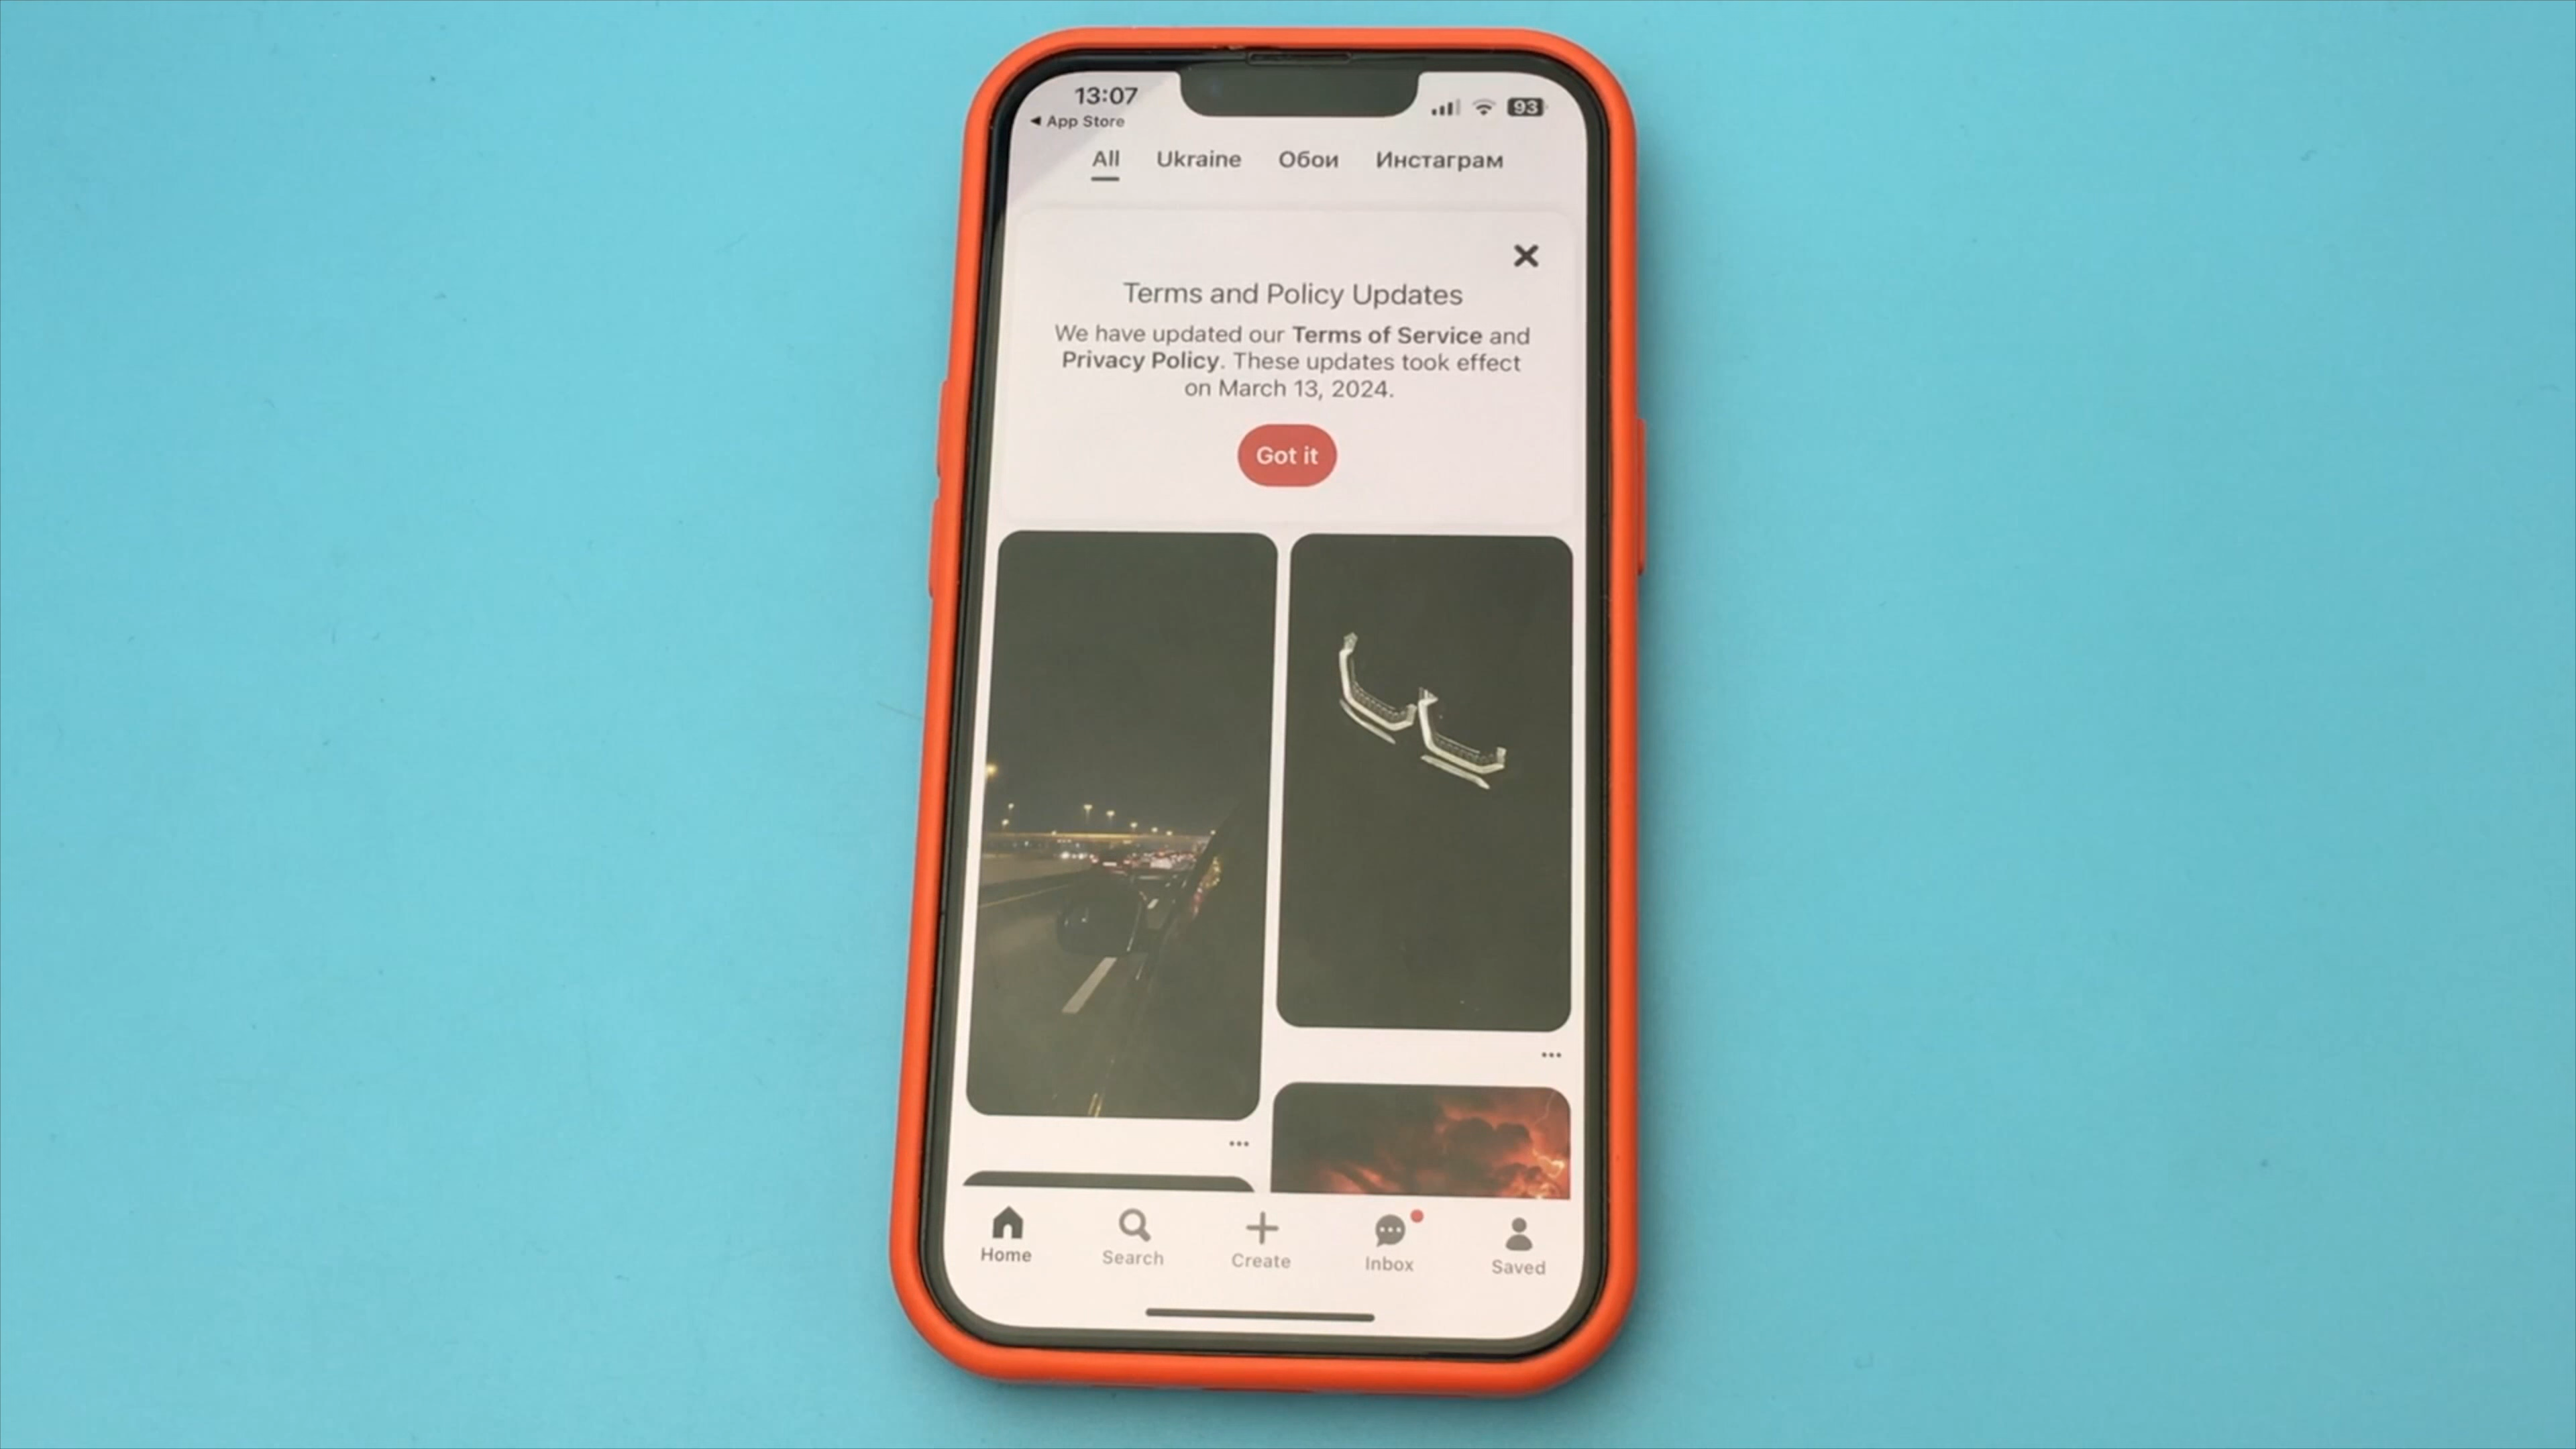 13:07
93
◄ App Store
All Ukraine Обои Инстаграм
Terms and Policy Updates
We have updated our Terms of Service and
Privacy Policy. These updates took effect
on March 13, 2024.
Got it
Home Search Create Inbox Saved